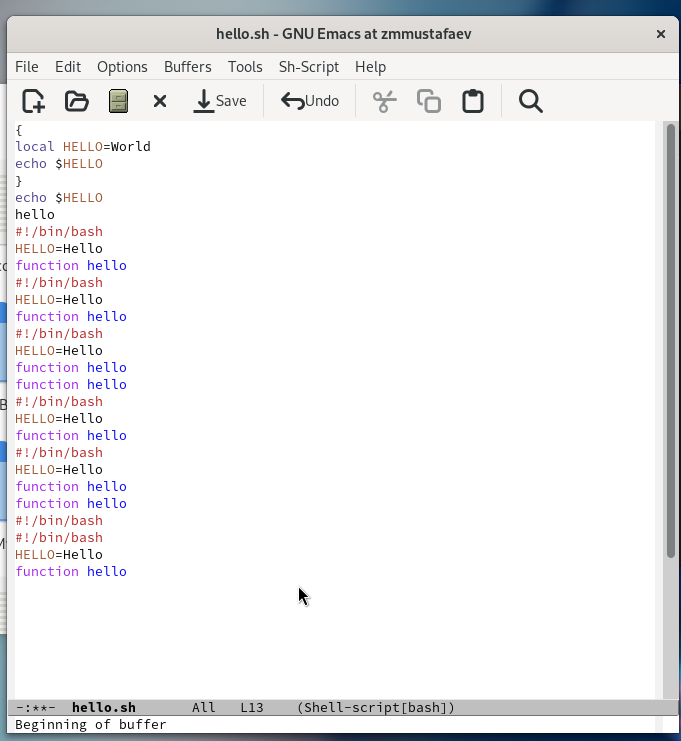 hello.sh - GNU Emacs at zmmustafaev
File Edit Options Buffers Tools Sh-Script Help
Save Undo
{
local HELLO=World
echo $HELLO
}
echo $HELLO
hello
#!/bin/bash
HELLO=Hello
function hello
#!/bin/bash
HELLO=Hello
function hello
#!/bin/bash
HELLO=Hello
function hello
function hello
#!/bin/bash
HELLO=Hello
function hello
#!/bin/bash
HELLO=Hello
function hello
function hello
#!/bin/bash
#!/bin/bash
HELLO=Hello
function hello
-:**- hello.sh All L13 (Shell-script[bash])
Beginning of buffer